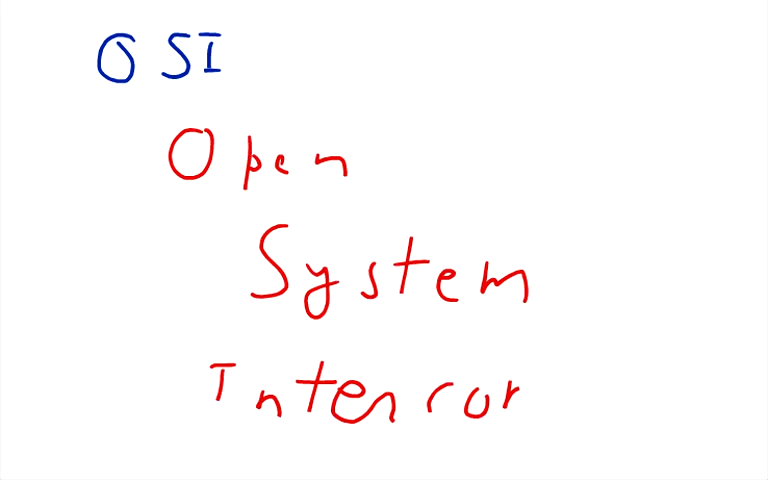 OSI
Open
System
Intercor